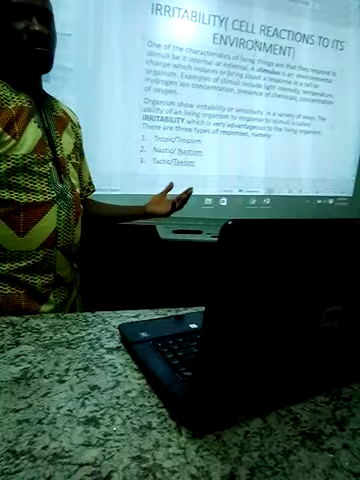 IRRITABILITY( CELL REACTIONS TO ITS
ENVIRONMENT)
One of the characteristics of living things are that they respond to
stimuli be it internal or external. A stimulus is an environmental
change which induces or bring about a response in a cell or
organism. Examples of stimuli include light intensity, temperature,
Hydrogen ion concentration, presence of chemicals, concentration
of oxygen.
Organism show irritability or sensitivity in a variety of ways. The
ability of an living organism to response to stimuli is called
IRRITABILITY which is very advantageous to the living organism.
There are three types of responses, namely
1. Tropic/Tropism
2. Nastic/ Nastism
3. Tactic/Taxism